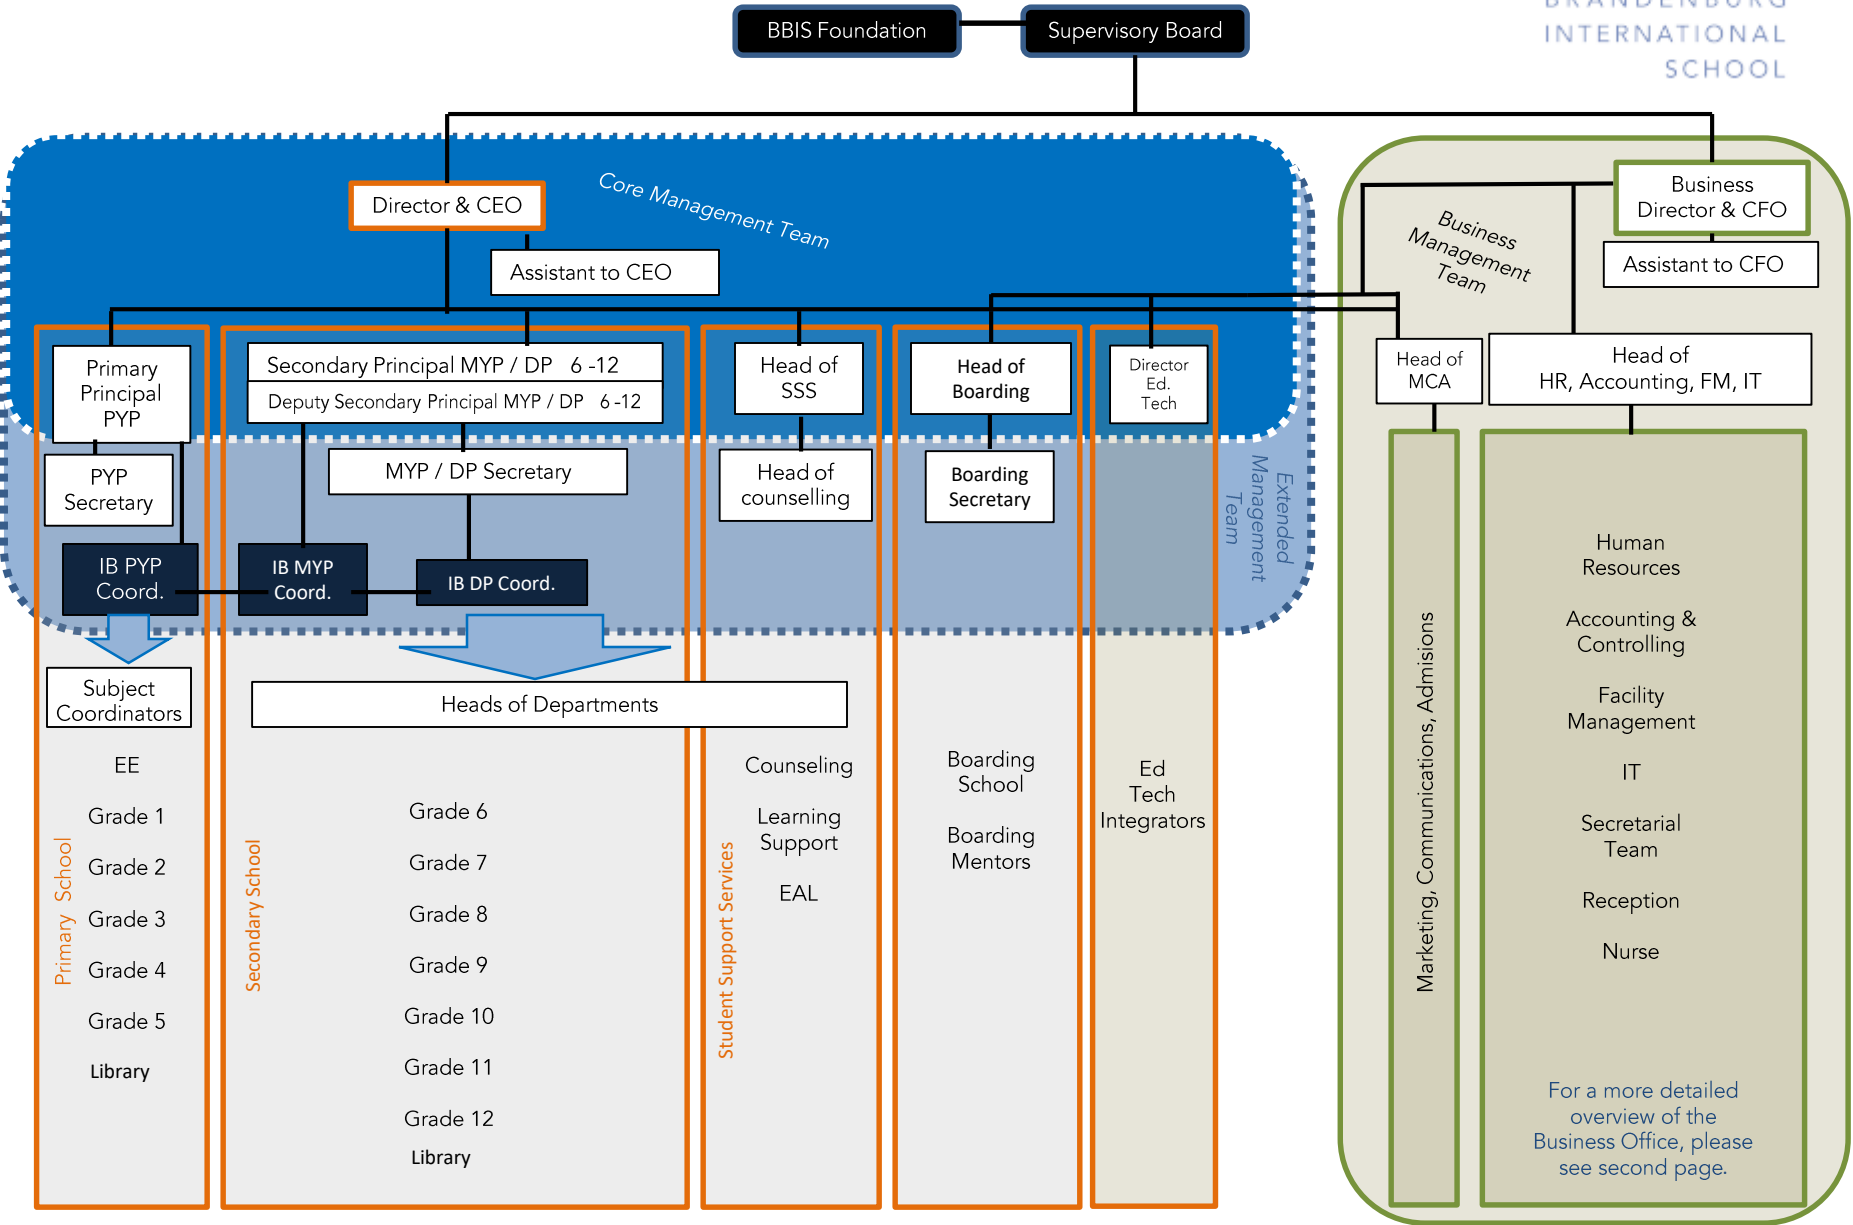 BRANDENBURG
INTERNATIONAL
SCHOOL
BBIS Foundation
Supervisory Board
Director & CEO
Core Management Team
Assistant to CEO
Business
Director & CFO
Assistant to CFO
Business
Management
Team
Primary
Principal
PYP
Secondary Principal MYP / DP 6 -12
Deputy Secondary Principal MYP / DP 6 -12
Head of
SSS
Head of
Boarding
Director
Ed.
Tech
Head of
MCA
Head of
HR, Accounting, FM, IT
PYP
Secretary
MYP / DP Secretary
Head of
counselling
Boarding
Secretary
Extended
Management
Team
IB PYP
Coord.
IB MYP
Coord.
IB DP Coord.
Subject
Coordinators
Heads of Departments
Primary School
EE
Grade 1
Grade 2
Grade 3
Grade 4
Grade 5
Library
Secondary School
Grade 6
Grade 7
Grade 8
Grade 9
Grade 10
Grade 11
Grade 12
Library
Student Support Services
Counseling
Learning
Support
EAL
Boarding
School
Boarding
Mentors
Ed
Tech
Integrators
Marketing, Communications, Admisions
Human
Resources
Accounting &
Controlling
Facility
Management
IT
Secretarial
Team
Reception
Nurse
For a more detailed
overview of the
Business Office, please
see second page.